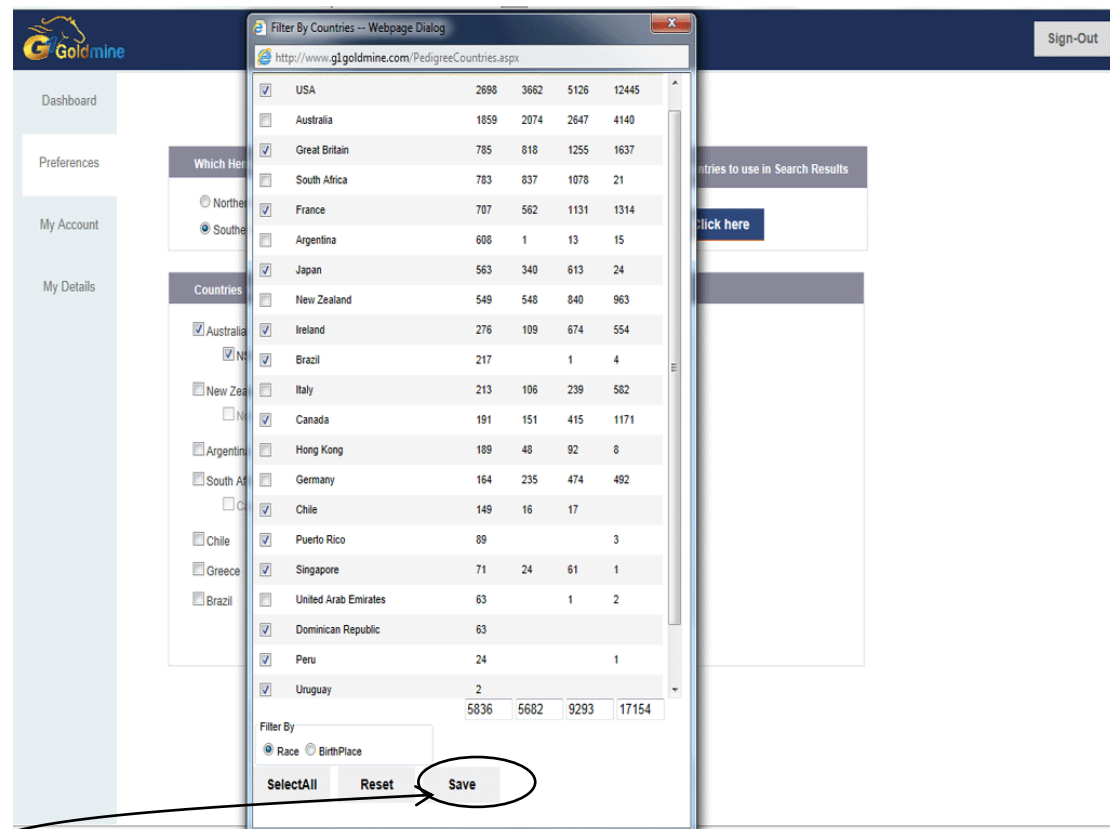 Filter By Countries -- Webpage Dialog
x
http://www.g1goldmine.com/PedigreeCountries.aspx
G1 Goldmine
Sign-Out
Dashboard
Preferences
My Account
My Details
Which
ntries to use in Search Results
Click here
Countries
Australia
Argentina
South
Chile
Greece
Brazil
USA 2698 3662 5126 12445
Australia 1859 2074 2647 4140
Great Britain 785 818 1255 1637
South Africa 783 837 1078 21
France 707 562 1131 1314
Argentina 608 1 13 15
Japan 563 340 613 24
New Zealand 549 548 840 963
Ireland 276 109 674 554
Brazil 217 1 4
Italy 213 106 239 582
Canada 191 151 415 1171
Hong Kong 189 48 92 8
Germany 164 235 474 492
Chile 149 16 17
Puerto Rico 89 3
Singapore 71 24 61 1
United Arab Emirates 63 1 2
Dominican Republic 63
Peru 24 1
Uruguay 2
5836 5682 9293 17154
Filter By
Race BirthPlace
SelectAll Reset Save